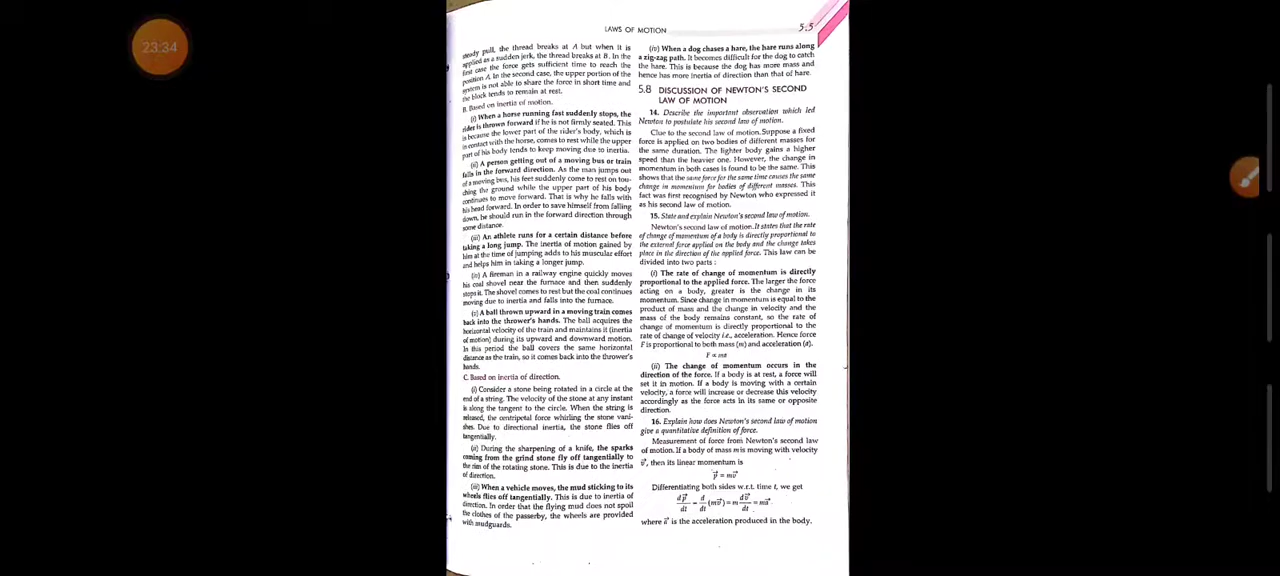 23:34
LAWS OF MOTION
5.5
steady pull, the thread breaks at A but when it is
applied as a sudden jerk, the thread breaks at B. In the
first case the force gets sufficient time to reach the
position A. In the second case, the upper portion of the
system is not able to share the force in short time and
the block tends to remain at rest.
B. Based on inertia of motion.
(i) When a horse running fast suddenly stops, the
rider is thrown forward if he is not firmly seated. This
is because the lower part of the rider's body, which is
in contact with the horse, comes to rest while the upper
part of his body tends to keep moving due to inertia.
(ii) A person getting out of a moving bus or train
falls in the forward direction. As the man jumps out
of a moving bus, his feet suddenly come to rest on tou-
ching the ground while the upper part of his body
continues to move forward. That is why he falls with
his head forward. In order to save himself from falling
down, he should run in the forward direction through
some distance.
(iii) An athlete runs for a certain distance before
taking a long jump. The inertia of motion gained by
him at the time of jumping adds to his muscular effort
and helps him in taking a longer jump.
(iv) A fireman in a railway engine quickly moves
his coal shovel near the furnace and then suddenly
stops it. The shovel comes to rest but the coal continues
moving due to inertia and falls into the furnace.
(v) A ball thrown upward in a moving train comes
back into the thrower's hands. The ball acquires the
horizontal velocity of the train and maintains it (inertia
of motion) during its upward and downward motion.
In this period the ball covers the same horizontal
distance as the train, so it comes back into the thrower's
hands.
C. Based on inertia of direction.
(i) Consider a stone being rotated in a circle at the
end of a string. The velocity of the stone at any instant
is along the tangent to the circle. When the string is
released, the centripetal force whirling the stone vani-
shes. Due to directional inertia, the stone flies off
tangentially.
(ii) During the sharpening of a knife, the sparks
coming from the grind stone fly off tangentially to
the rim of the rotating stone. This is due to the inertia
of direction.
(iii) When a vehicle moves, the mud sticking to its
wheels flies off tangentially. This is due to inertia of
direction. In order that the flying mud does not spoil
the clothes of the passerby, the wheels are provided
with mudguards.
(iv) When a dog chases a hare, the hare runs along
a zig-zag path. It becomes difficult for the dog to catch
the hare. This is because the dog has more mass and
hence has more inertia of direction than that of hare.
5.8 DISCUSSION OF NEWTON'S SECOND
LAW OF MOTION
14. Describe the important observation which led
Newton to postulate his second law of motion.
Clue to the second law of motion. Suppose a fixed
force is applied on two bodies of different masses for
the same duration. The lighter body gains a higher
speed than the heavier one. However, the change in
momentum in both cases is found to be the same. This
shows that the same force for the same time causes the
same change in momentum for bodies of different masses. This
fact was first recognised by Newton who expressed it
as his second law of motion.
15. State and explain Newton's second law of motion.
Newton's second law of motion. It states that the rate
of change of momentum of a body is directly proportional to
the external force applied on the body and the change takes
place in the direction of the applied force. This law can be
divided into two parts :
(i) The rate of change of momentum is directly
proportional to the applied force. The larger the force
acting on a body, greater is the change in its
momentum. Since change in momentum is equal to the
product of mass and the change in velocity and the
mass of the body remains constant, so the rate of
change of momentum is directly proportional to the
rate of change of velocity i.e., acceleration. Hence force
F is proportional to both mass (m) and acceleration (a).
F ∝ ma
(ii) The change of momentum occurs in the
direction of the force. If a body is at rest, a force will
set it in motion. If a body is moving with a certain
velocity, a force will increase or decrease this velocity
accordingly as the force acts in its same or opposite
direction.
16. Explain how does Newton's second law of motion
give a quantitative definition of force.
Measurement of force from Newton's second law
of motion. If a body of mass m is moving with velocity
v⃗, then its linear momentum is
p⃗ = mv⃗
Differentiating both sides w.r.t. time t, we get
dp⃗/dt = d/dt (mv⃗) = m dv⃗/dt = ma⃗
where a⃗ is the acceleration produced in the body.